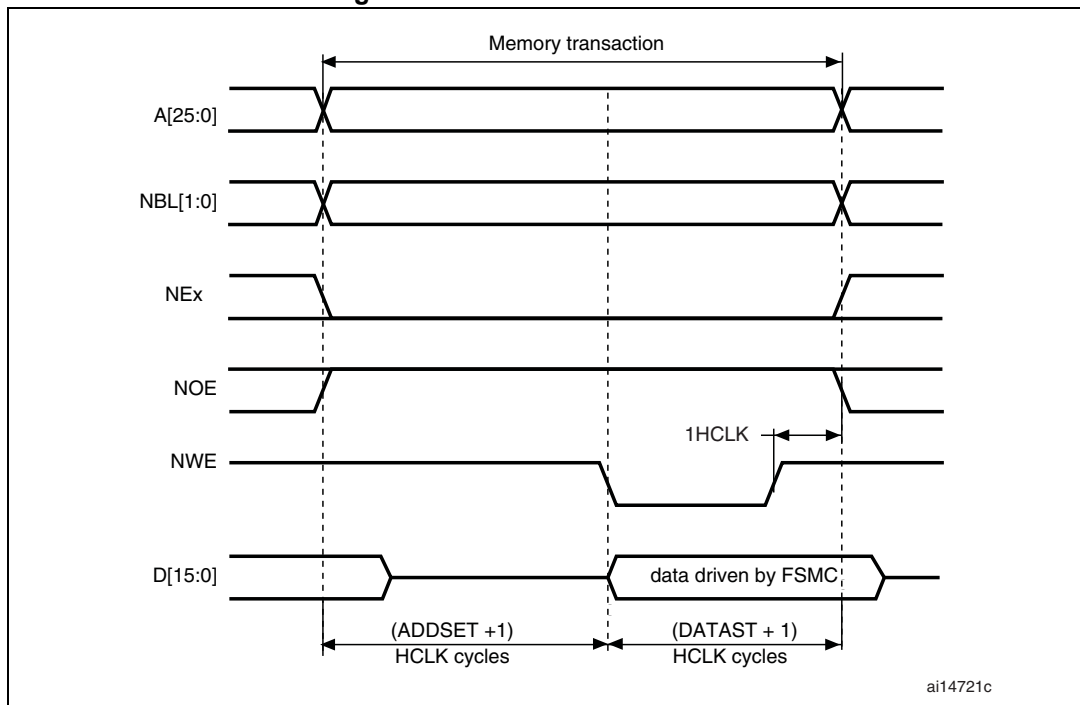 Memory transaction
A[25:0]
NBL[1:0]
NEx
NOE
1HCLK
NWE
D[15:0]
data driven by FSMC
(ADDSET +1)
HCLK cycles
(DATAST + 1)
HCLK cycles
ai14721c